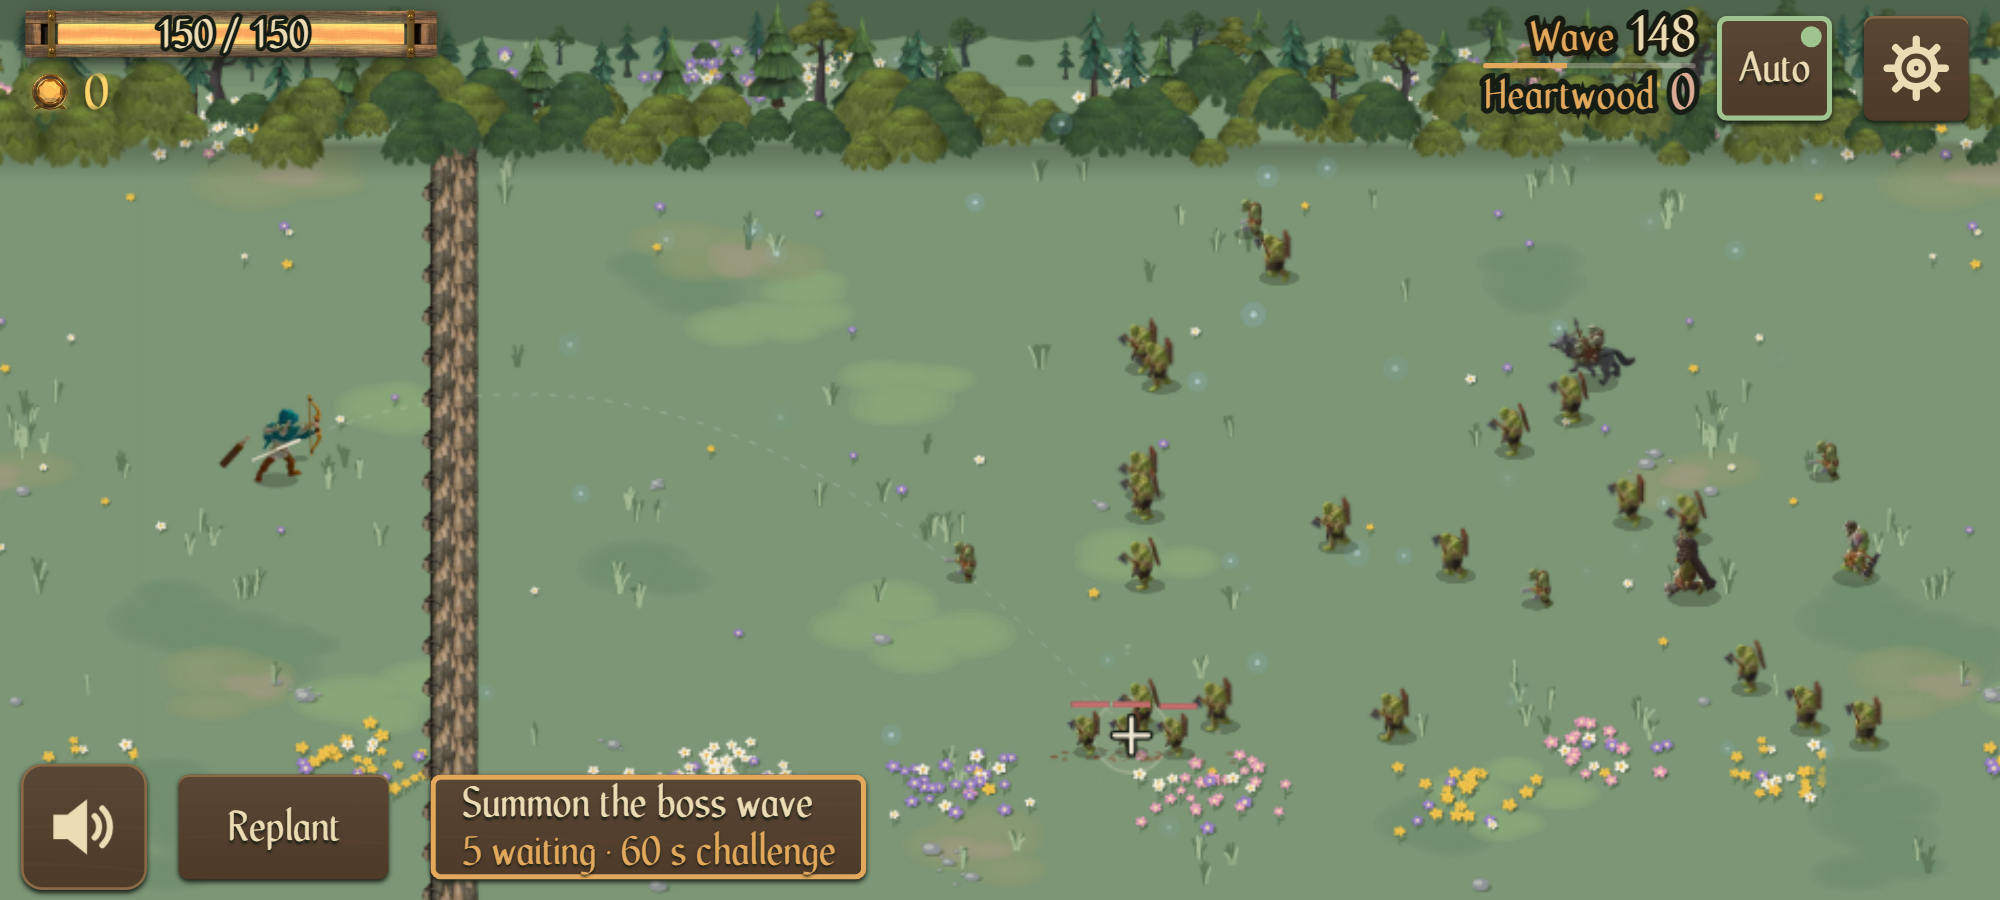 150 / 150
0
Wave 148
Heartwood 0
Auto
Replant
Summon the boss wave
5 waiting · 60 s challenge